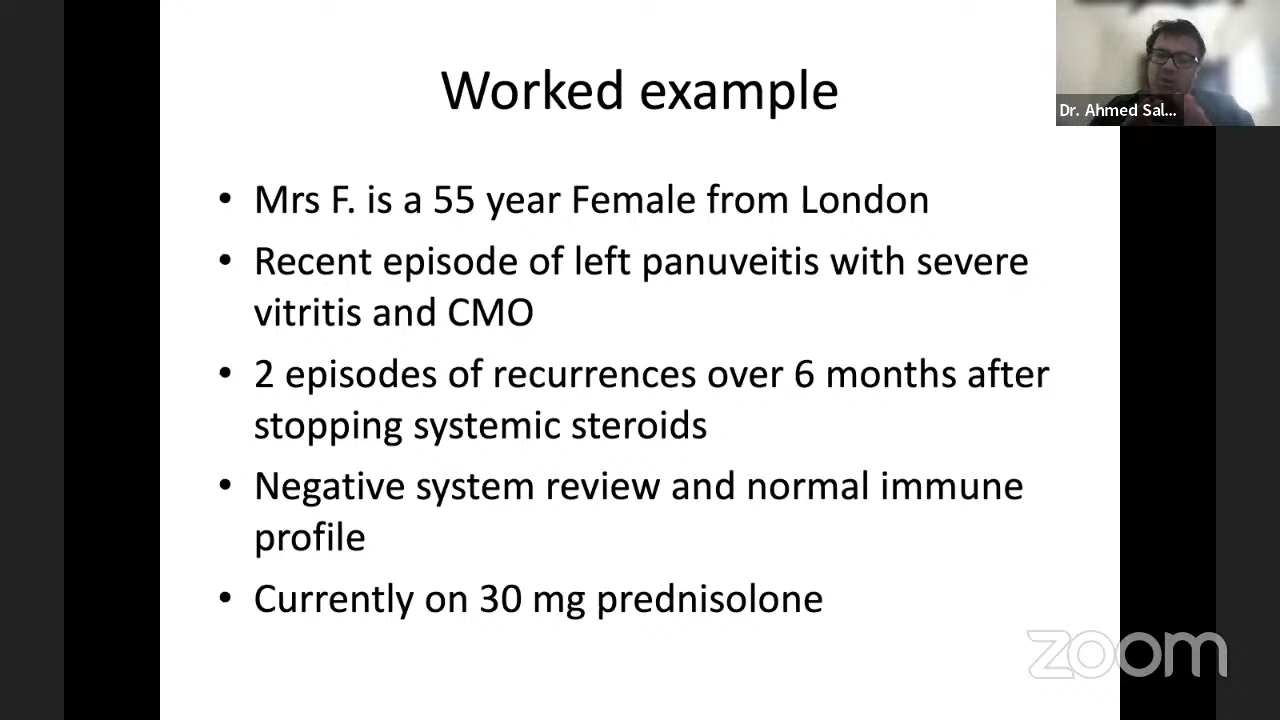 Worked example
Dr. Ahmed Sal...
• Mrs F. is a 55 year Female from London
• Recent episode of left panuveitis with severe
vitritis and CMO
• 2 episodes of recurrences over 6 months after
stopping systemic steroids
• Negative system review and normal immune
profile
• Currently on 30 mg prednisolone
zoom